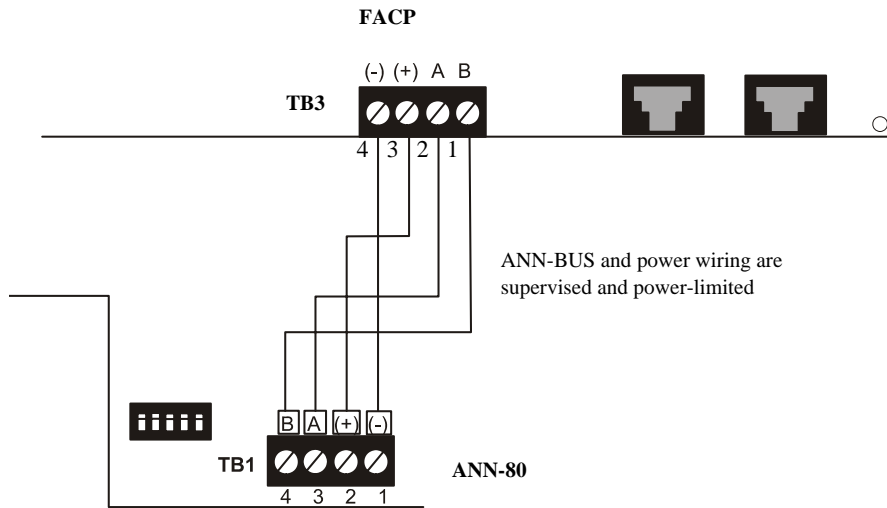 FACP
(-) (+) A B
TB3
4 3 2 1
ANN-BUS and power wiring are
supervised and power-limited
B A (+) (-)
TB1
ANN-80
4 3 2 1